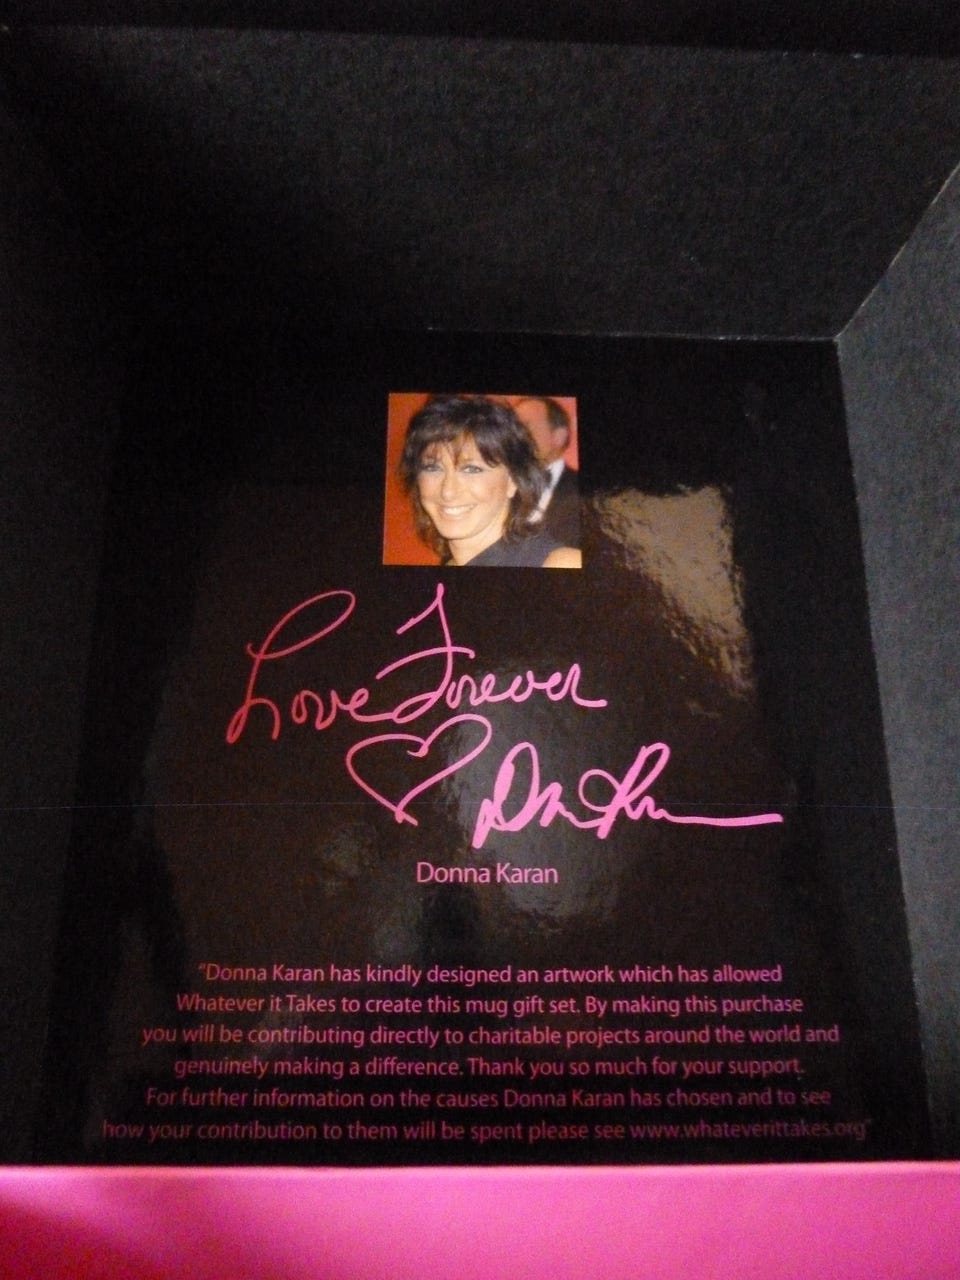 Love Forever
Donna Karan
"Donna Karan has kindly designed an artwork which has allowed
Whatever it Takes to create this mug gift set. By making this purchase
you will be contributing directly to charitable projects around the world and
genuinely making a difference. Thank you so much for your support.
For further information on the causes Donna Karan has chosen and to see
how your contribution to them will be spent please see www.whateverittakes.org"